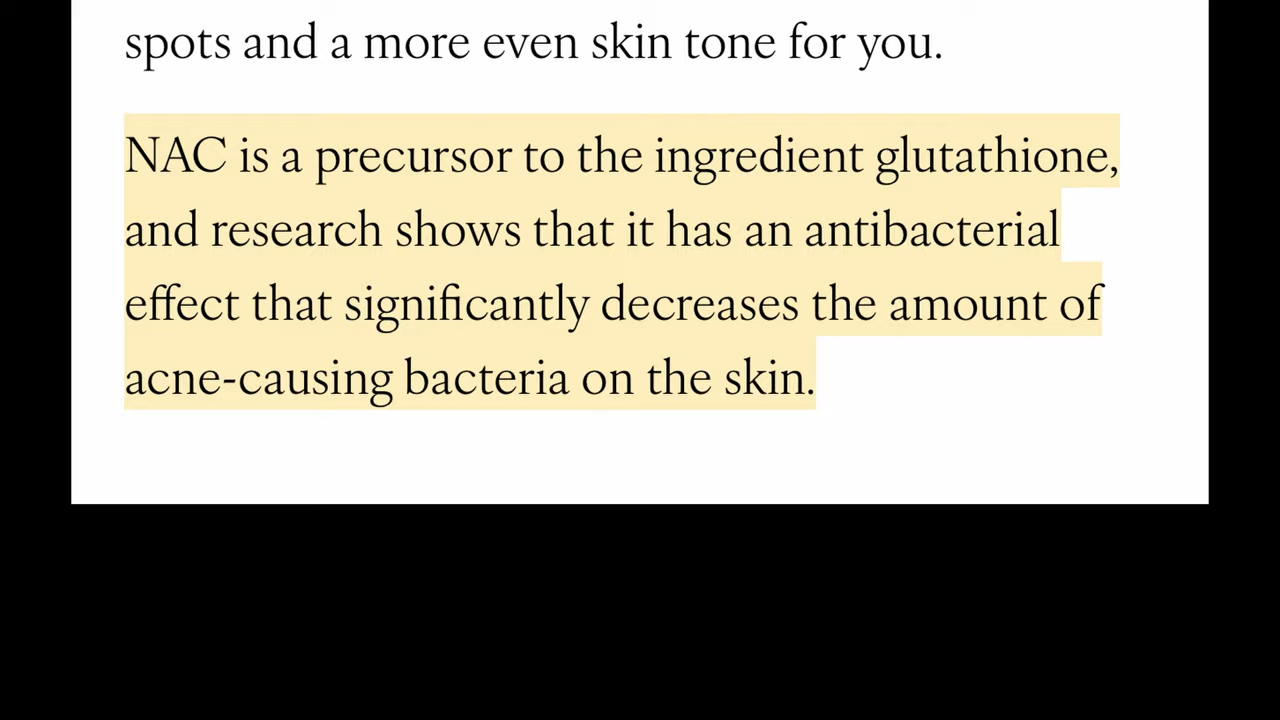 spots and a more even skin tone for you.
NAC is a precursor to the ingredient glutathione,
and research shows that it has an antibacterial
effect that significantly decreases the amount of
acne-causing bacteria on the skin.